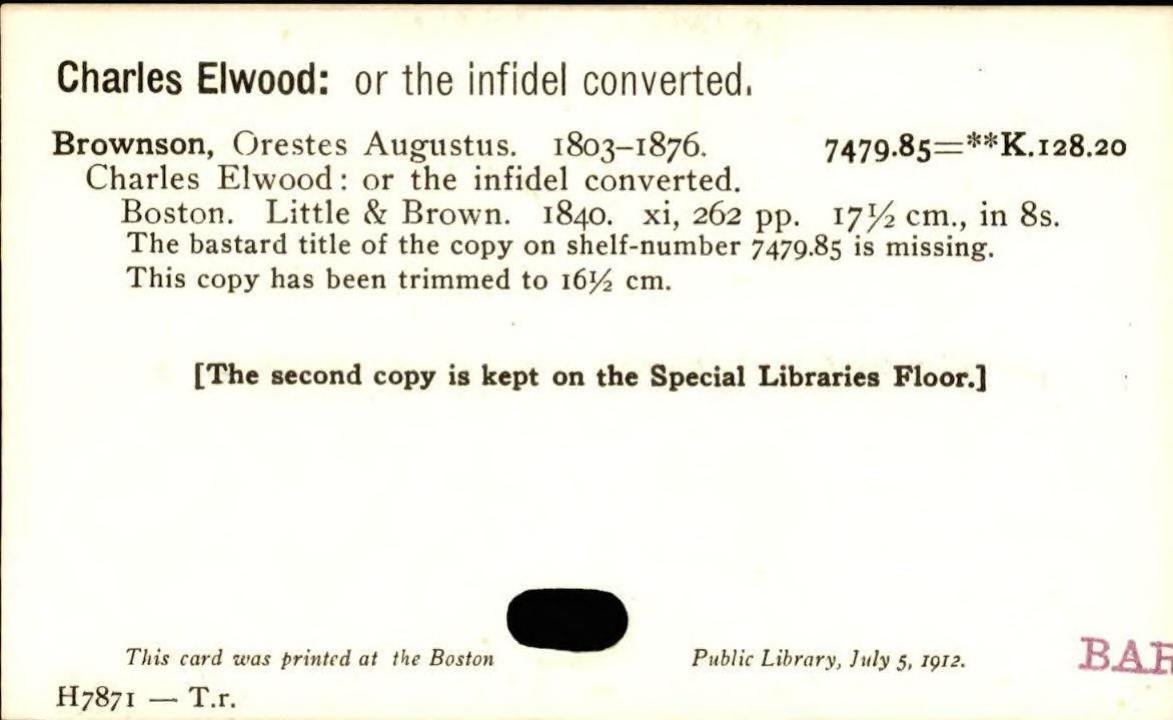 Charles Elwood: or the infidel converted.
Brownson, Orestes Augustus. 1803–1876. 7479.85=**K.128.20
Charles Elwood: or the infidel converted.
Boston. Little & Brown. 1840. xi, 262 pp. 17½ cm., in 8s.
The bastard title of the copy on shelf-number 7479.85 is missing.
This copy has been trimmed to 16½ cm.
[The second copy is kept on the Special Libraries Floor.]
This card was printed at the Boston Public Library, July 5, 1912.
BAR
H7871 — T.r.